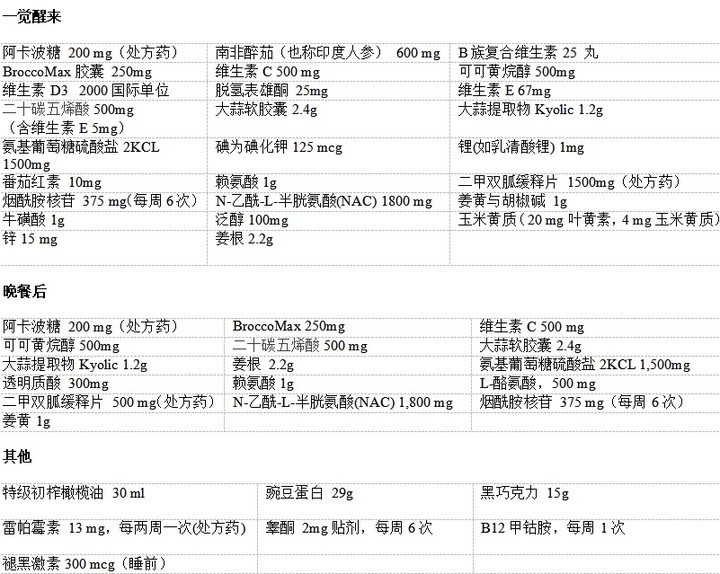 一觉醒来
阿卡波糖 200 mg（处方药） 南非醉茄（也称印度人参） 600 mg B族复合维生素 25 丸
BroccoMax 胶囊 250mg 维生素 C 500 mg 可可黄烷醇 500mg
维生素 D3 2000 国际单位 脱氢表雄酮 25mg 维生素 E 67mg
二十碳五烯酸 500mg 大蒜软胶囊 2.4g 大蒜提取物 Kyolic 1.2g
（含维生素 E 5mg）
氨基葡萄糖硫酸盐 2KCL 碘为碘化钾 125 mcg 锂(如乳清酸锂) 1mg
1500mg
番茄红素 10mg 赖氨酸 1g 二甲双胍缓释片 1500mg（处方药）
烟酰胺核苷 375 mg（每周 6 次） N-乙酰-L-半胱氨酸(NAC) 1800 mg 姜黄与胡椒碱 1g
牛磺酸 1g 泛醇 100mg 玉米黄质（20 mg 叶黄素，4 mg 玉米黄质）
锌 15 mg 姜根 2.2g
晚餐后
阿卡波糖 200 mg（处方药） BroccoMax 250mg 维生素 C 500 mg
可可黄烷醇 500mg 二十碳五烯酸 500 mg 大蒜软胶囊 2.4g
大蒜提取物 Kyolic 1.2g 姜根 2.2g 氨基葡萄糖硫酸盐 2KCL 1,500mg
透明质酸 300mg 赖氨酸 1g L-酪氨酸，500 mg
二甲双胍缓释片 500 mg（处方药） N-乙酰-L-半胱氨酸(NAC) 1,800 mg 烟酰胺核苷 375 mg（每周 6 次）
姜黄 1g
其他
特级初榨橄榄油 30 ml 豌豆蛋白 29g 黑巧克力 15g
雷帕霉素 13 mg，每两周一次(处方药) 睾酮 2mg 贴剂，每周 6 次 B12 甲钴胺，每周 1 次
褪黑激素 300 mcg（睡前）